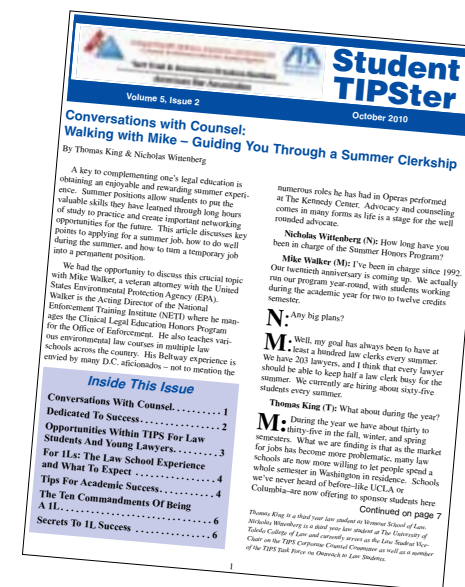 Student
TIPSter
Volume 5, Issue 2
October 2010
Conversations with Counsel:
Walking with Mike – Guiding You Through a Summer Clerkship
By Thomas King & Nicholas Wittenberg
A key to complementing one's legal education is
obtaining an enjoyable and rewarding summer experi-
ence. Summer positions allow students to put the
valuable skills they have learned through long hours
of study to practice and create important networking
opportunities for the future. This article discusses key
points to applying for a summer job, how to do well
during the summer, and how to turn a temporary job
into a permanent position.
We had the opportunity to discuss this crucial topic
with Mike Walker, a veteran attorney with the United
States Environmental Protection Agency (EPA).
Walker is the Acting Director of the National
Enforcement Training Institute (NETI) where he man-
ages the Clinical Legal Education Honors Program
for the Office of Enforcement. He also teaches vari-
ous environmental law courses in multiple law
schools across the country. His Beltway experience is
envied by many D.C. aficionados – not to mention the
Inside This Issue
Conversations With Counsel. . . . . . . . . . 1
Dedicated To Success. . . . . . . . . . . . . . . 2
Opportunities Within TIPS For Law
Students And Young Lawyers. . . . . . . . . 3
For 1Ls: The Law School Experience
and What To Expect . . . . . . . . . . . . . . . 4
Tips For Academic Success. . . . . . . . . . . 4
The Ten Commandments Of Being
A 1L. . . . . . . . . . . . . . . . . . . . . . . . . . 6
Secrets To 1L Success . . . . . . . . . . . . . . 6
numerous roles he has had in Operas performed
at The Kennedy Center. Advocacy and counseling
comes in many forms as life is a stage for the well
rounded advocate.
Nicholas Wittenberg (N): How long have you
been in charge of the Summer Honors Program?
Mike Walker (M): I've been in charge since 1992.
Our twentieth anniversary is coming up. We actually
run our program year-round, with students working
during the academic year for two to twelve credits
semester.
N: Any big plans?
M: Well, my goal has always been to have at
least a hundred law clerks every summer.
We have 203 lawyers, and I think that every lawyer
should be able to keep half a law clerk busy for the
summer. We currently are hiring about sixty-five
students every summer.
Thomas King (T): What about during the year?
M: During the year we have about thirty to
thirty-five in the fall, winter, and spring
semesters. What we are finding is that as the market
for jobs has become more problematic, many law
schools are now more willing to let people spend a
whole semester in Washington in residence. Schools
we've never heard of before–like UCLA or
Columbia–are now offering to sponsor students here
Continued on page 7
Thomas King is a third year law student at Vermont School of Law.
Nicholas Wittenberg is a third year law student at The University of
Toledo College of Law and currently serves as the Law Student Vice-
Chair on the TIPS Corporate Counsel Committee as well as a member
of the TIPS Task Force on Outreach to Law Students.
1